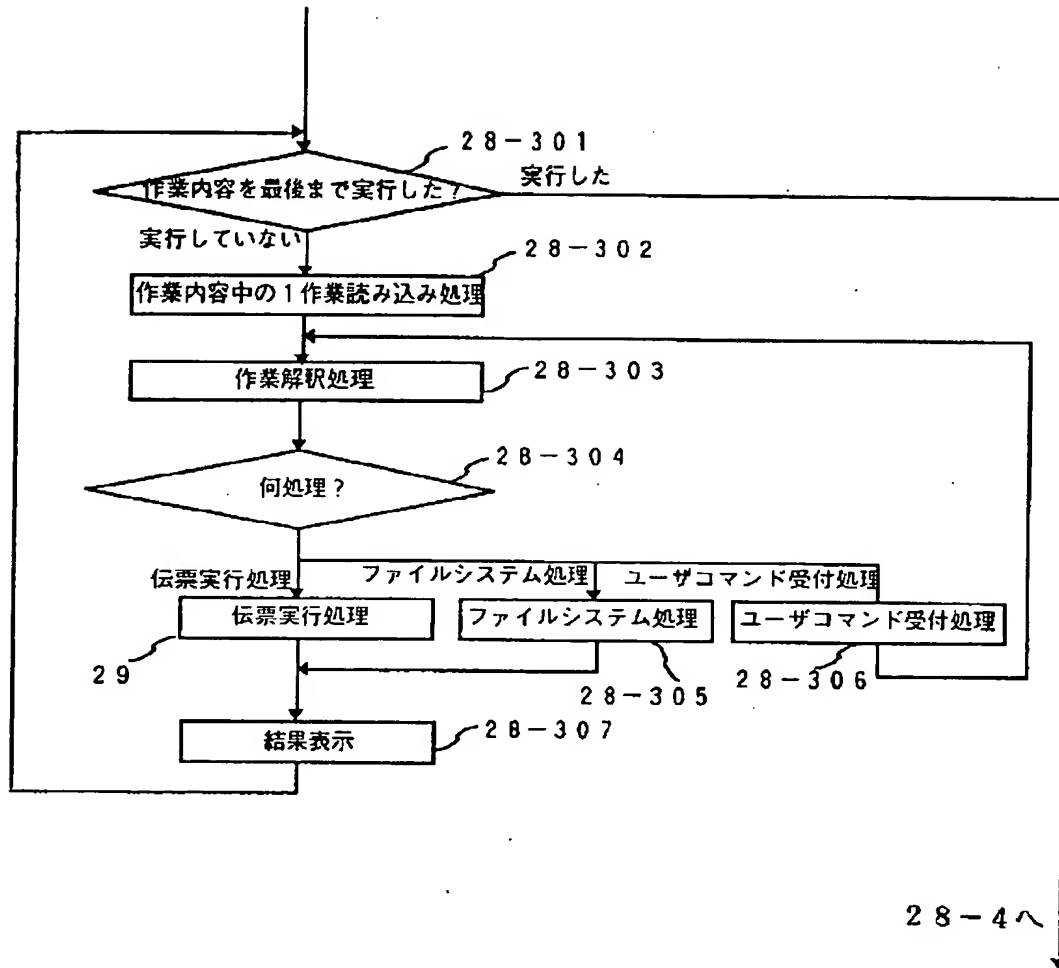 28-301
作業内容を最後まで実行した?
実行した
実行していない
28-302
作業内容中の1作業読み込み処理
作業解釈処理
28-303
28-304
何処理?
伝票実行処理
ファイルシステム処理
ユーザコマンド受付処理
伝票実行処理
ファイルシステム処理
ユーザコマンド受付処理
29
28-305
28-306
結果表示
28-307
28-4へ